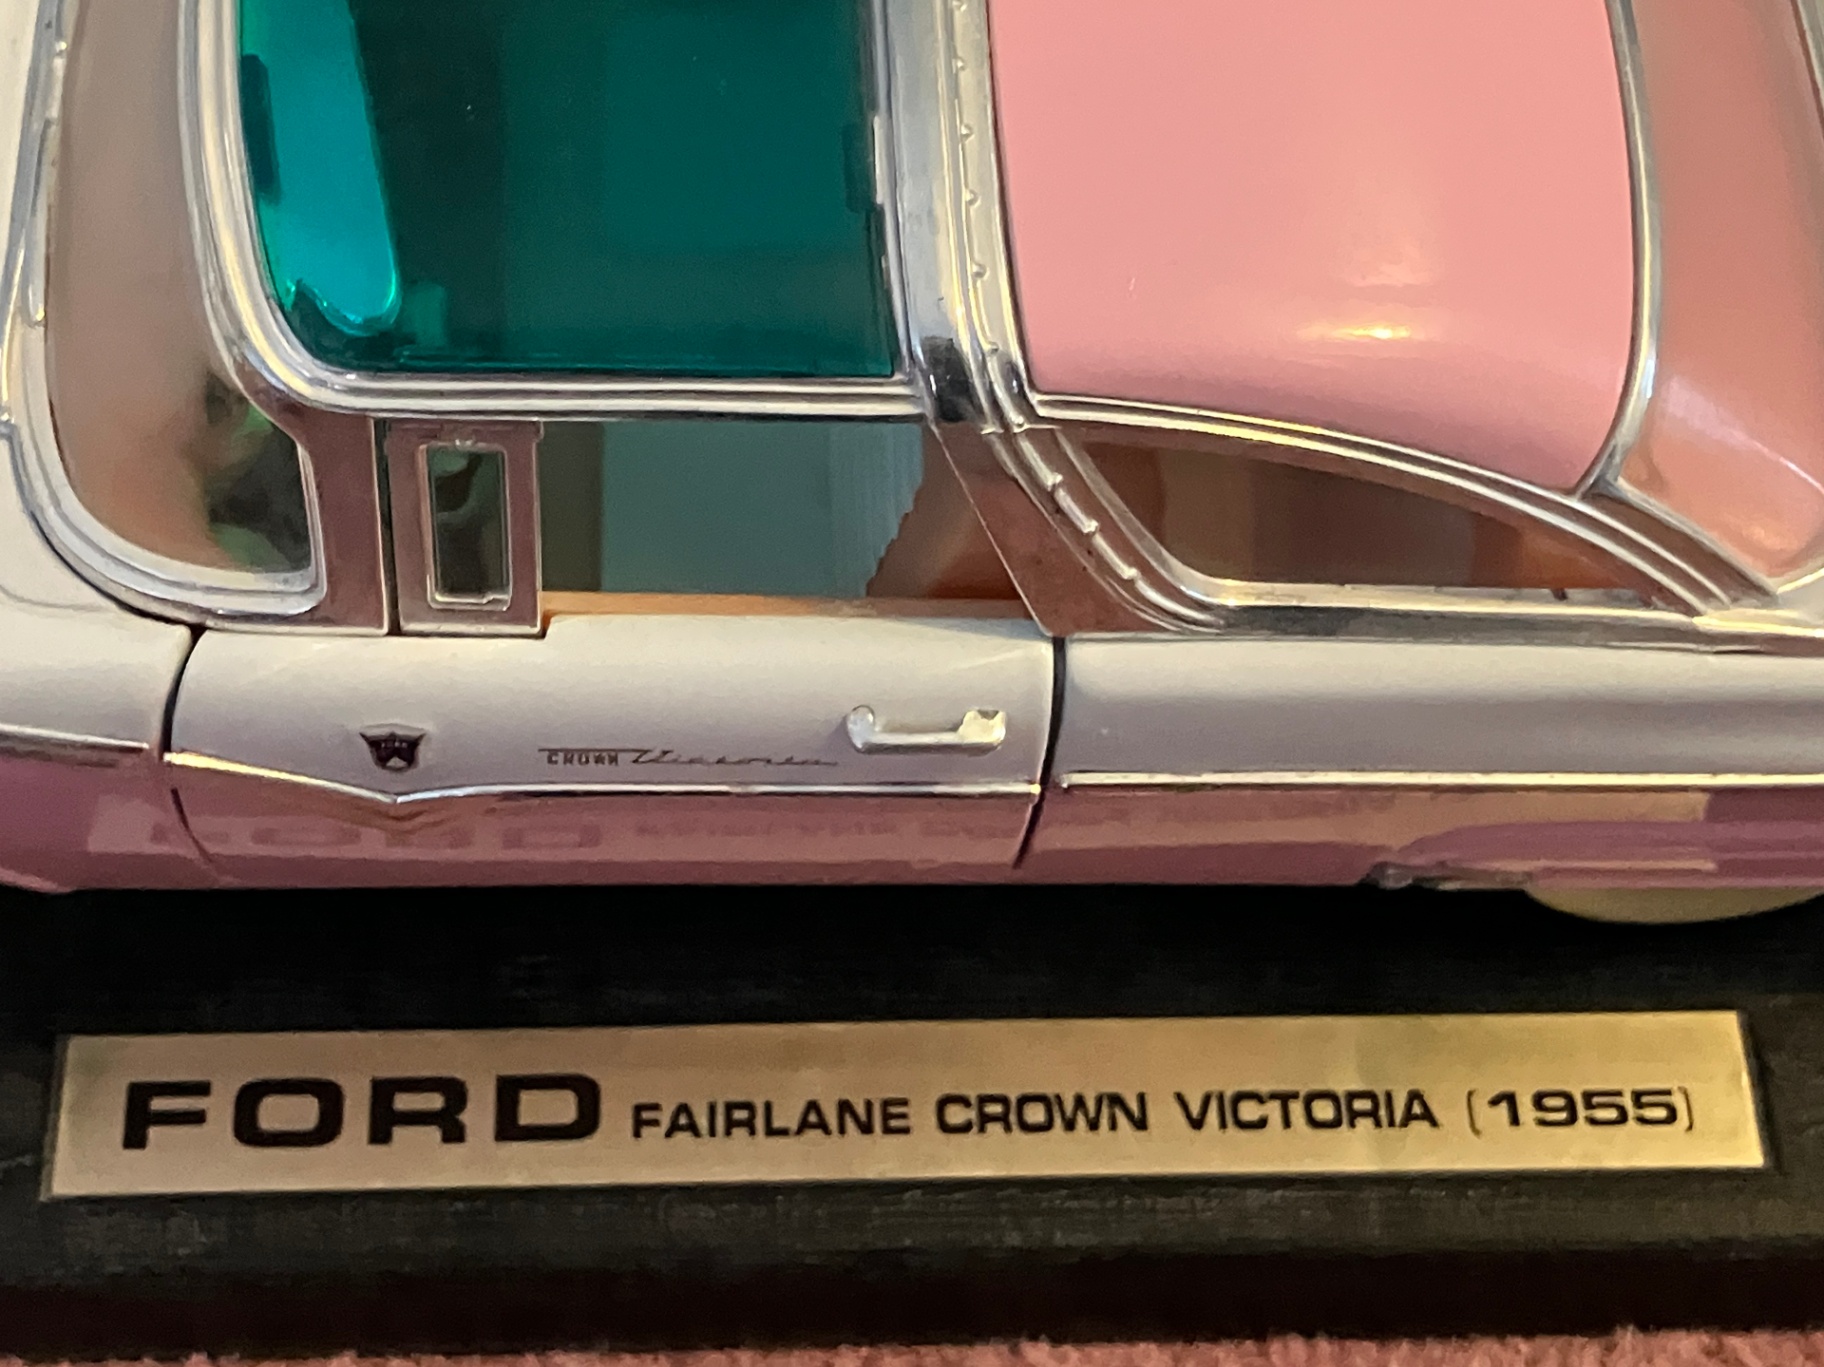 CROWN Victoria
FORD FAIRLANE CROWN VICTORIA (1955)